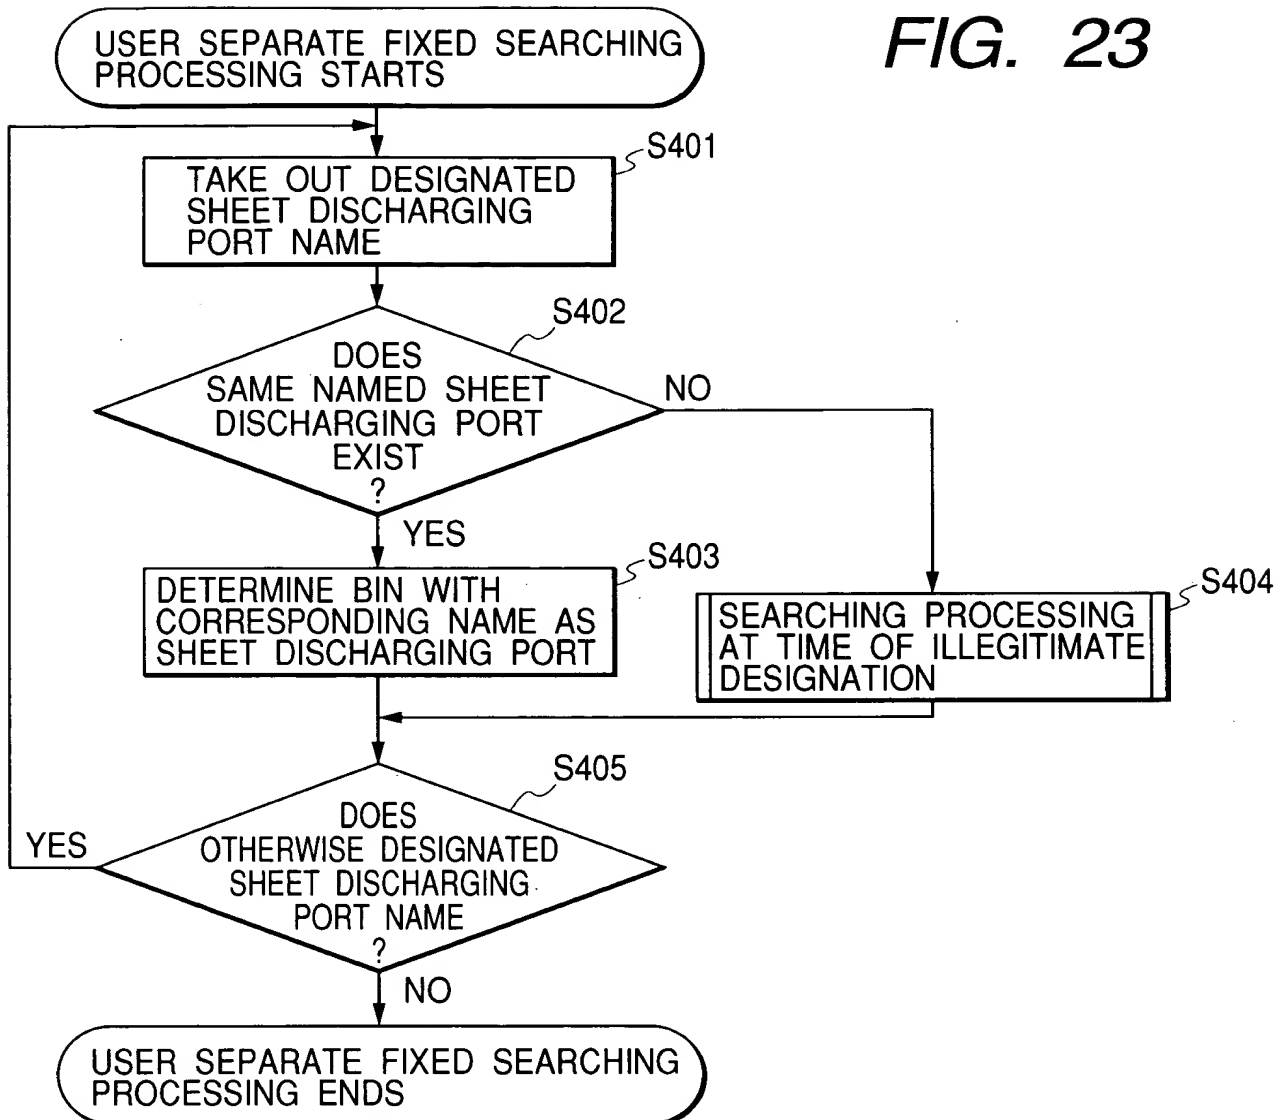 FIG. 23
USER SEPARATE FIXED SEARCHING
PROCESSING STARTS
S401
TAKE OUT DESIGNATED
SHEET DISCHARGING
PORT NAME
S402
DOES
SAME NAMED SHEET
DISCHARGING PORT
EXIST
?
NO
YES
S403
DETERMINE BIN WITH
CORRESPONDING NAME AS
SHEET DISCHARGING PORT
S404
SEARCHING PROCESSING
AT TIME OF ILLEGITIMATE
DESIGNATION
S405
DOES
OTHERWISE DESIGNATED
SHEET DISCHARGING
PORT NAME
?
YES
NO
USER SEPARATE FIXED SEARCHING
PROCESSING ENDS